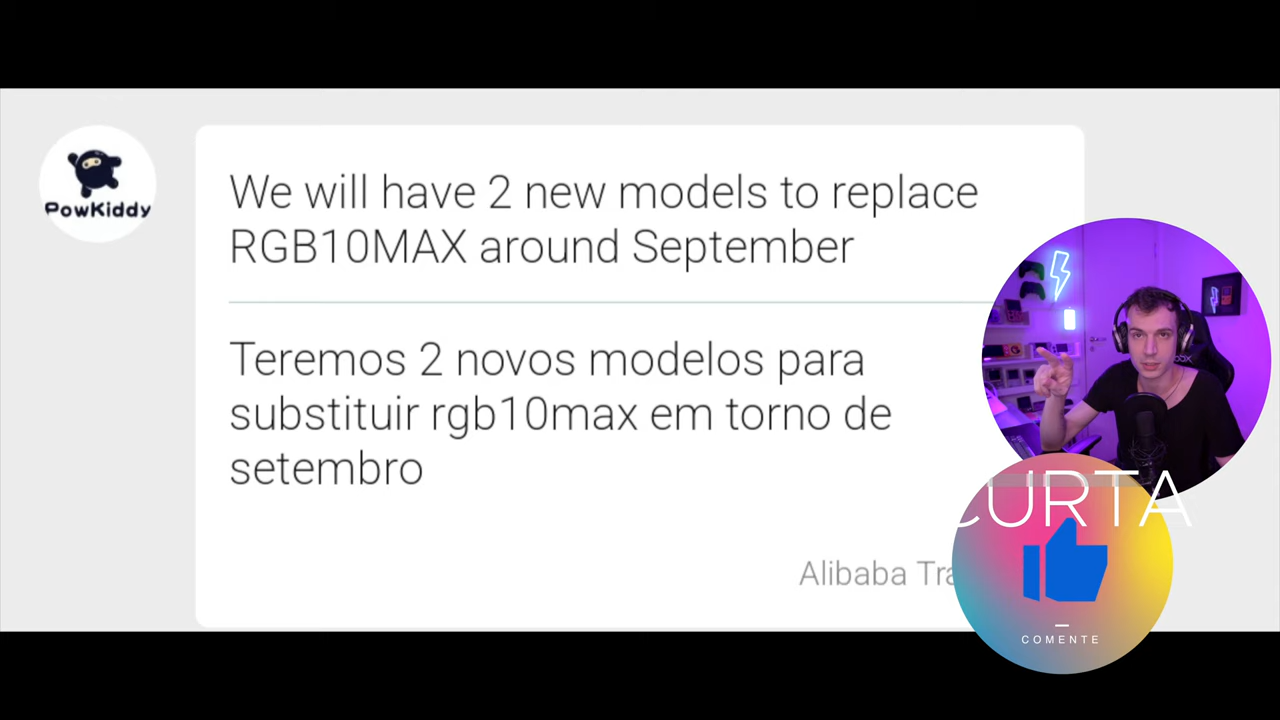 PowKiddy
We will have 2 new models to replace
RGB10MAX around September
Teremos 2 novos modelos para
substituir rgb10max em torno de
setembro
Alibaba
CURTA
COMENTE